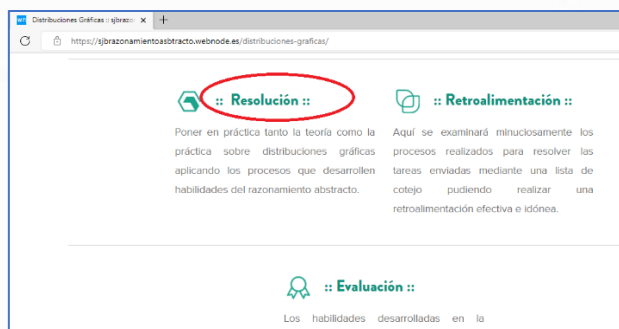 Distribuciones Gráficas :: sjbrazon
https://sjbrazonamientoasbtracto.webnode.es/distribuciones-graficas/
:: Resolución ::
Poner en práctica tanto la teoría como la
práctica sobre distribuciones gráficas
aplicando los procesos que desarrollen
habilidades del razonamiento abstracto.
:: Retroalimentación ::
Aquí se examinará minuciosamente los
procesos realizados para resolver las
tareas enviadas mediante una lista de
cotejo pudiendo realizar una
retroalimentación efectiva e idónea.
:: Evaluación ::
Los habilidades desarrolladas en la